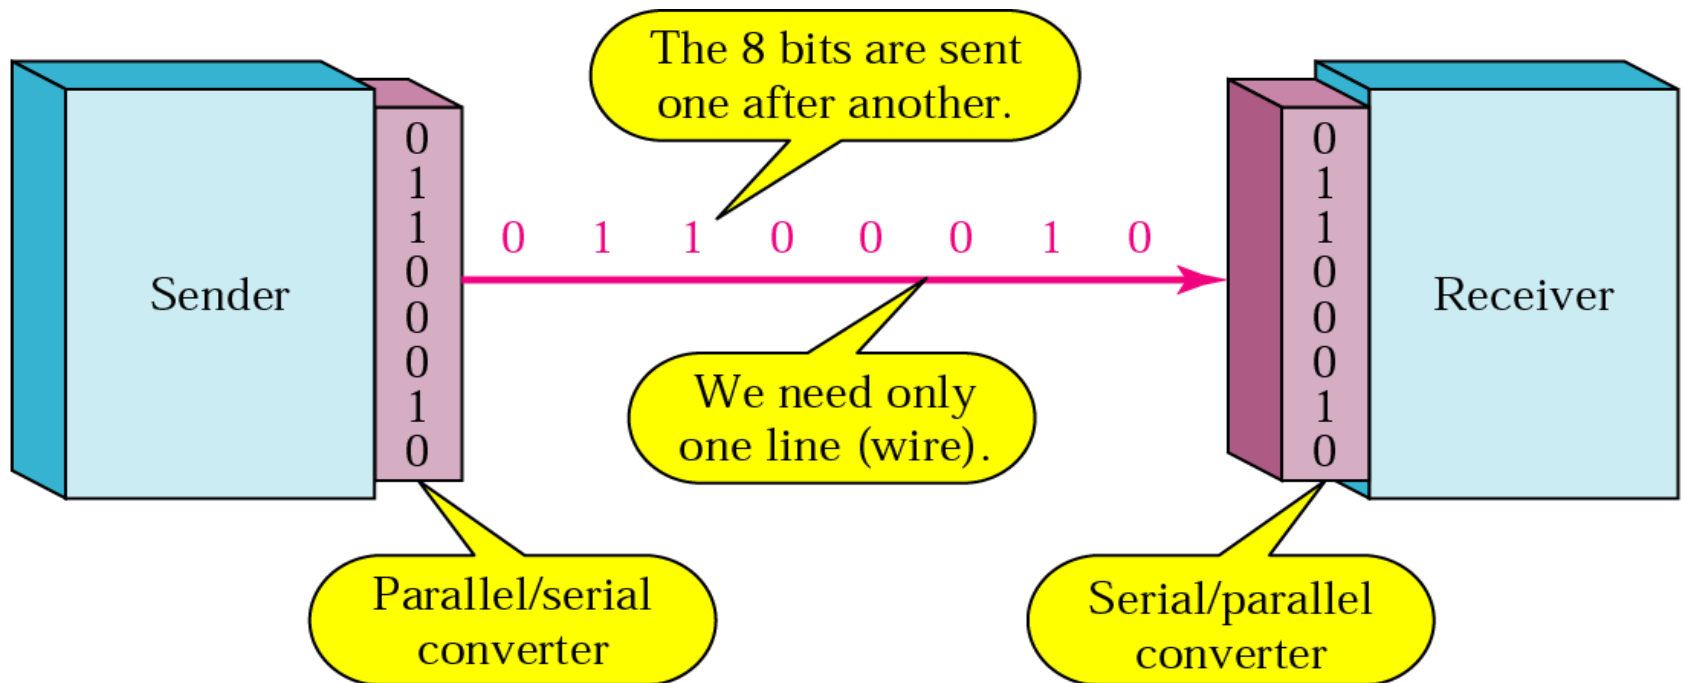 The 8 bits are sent
one after another.
0
1
1
0
0
0
1
0
0 1 1 0 0 0 1 0
0
1
1
0
0
0
1
0
Sender
Receiver
We need only
one line (wire).
Parallel/serial
converter
Serial/parallel
converter